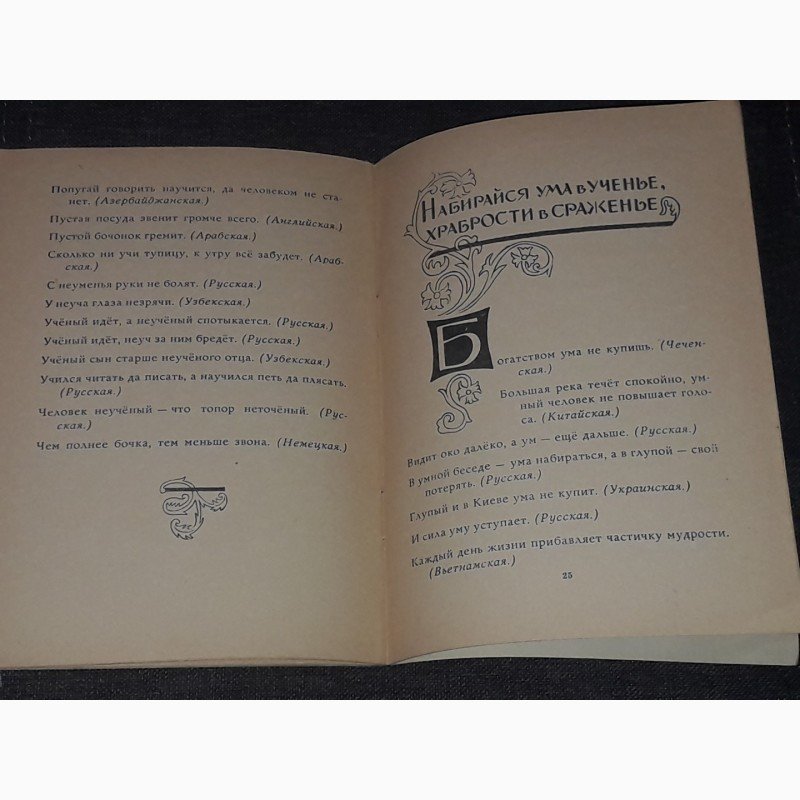 Попугай говорить научится, да человеком не ста-
нет. (Азербайджанская.)
Пустая посуда звенит громче всего. (Английская.)
Пустой бочонок гремит. (Арабская.)
Сколько ни учи тупицу, к утру всё забудет. (Араб-
ская.)
С неуменья руки не болят. (Русская.)
У неуча глаза незрячи. (Узбекская.)
Учёный идёт, а неучёный спотыкается. (Русская.)
Учёный идёт, неуч за ним бредёт. (Русская.)
Учёный сын старше неучёного отца. (Узбекская.)
Учился читать да писать, а научился петь да плясать.
(Русская.)
Человек неучёный — что топор неточёный. (Рус-
ская.)
Чем полнее бочка, тем меньше звона. (Немецкая.)
НАБИРАЙСЯ УМА В УЧЕНЬЕ,
ХРАБРОСТИ В СРАЖЕНЬЕ
Богатством ума не купишь. (Чечен-
ская.)
Большая река течёт спокойно, ум-
ный человек не повышает голо-
са. (Китайская.)
Видит око далёко, а ум — ещё дальше. (Русская.)
В умной беседе — ума набираться, а в глупой — свой
потерять. (Русская.)
Глупый и в Киеве ума не купит. (Украинская.)
И сила уму уступает. (Русская.)
Каждый день жизни прибавляет частичку мудрости.
(Вьетнамская.)
25